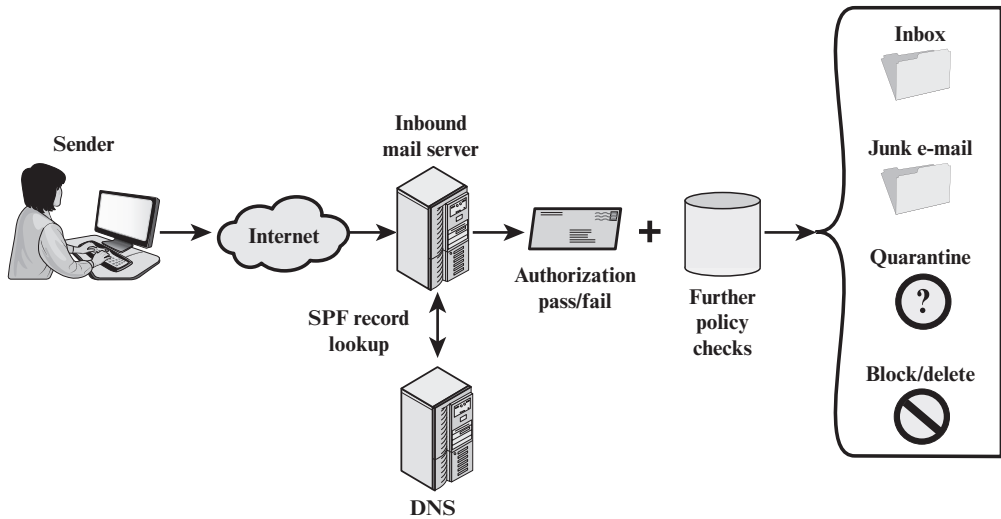 Sender
Internet
Inbound
mail server
SPF record
lookup
DNS
Authorization
pass/fail
+
Further
policy
checks
Inbox
Junk e-mail
Quarantine
?
Block/delete